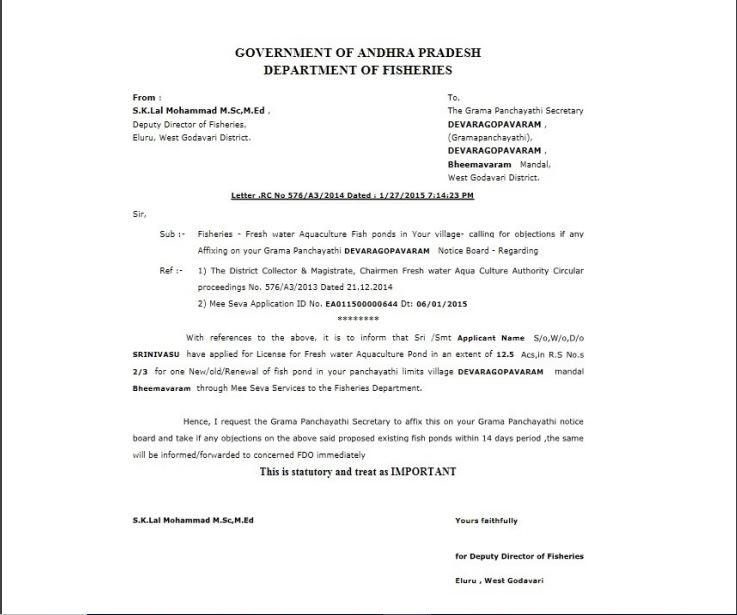 GOVERNMENT OF ANDHRA PRADESH
DEPARTMENT OF FISHERIES
From :
S.K.Lal Mohammad M.Sc,M.Ed ,
Deputy Director of Fisheries,
Eluru, West Godavari District.
To,
The Grama Panchayathi Secretary
DEVARAGOPAVARAM ,
(Gramapanchayathi),
DEVARAGOPAVARAM ,
Bheemavaram Mandal,
West Godavari District.
Letter .RC No 576/A3/2014 Dated : 1/27/2015 7:14:23 PM
Sir,
Sub :- Fisheries - Fresh water Aquaculture Fish ponds in Your village- calling for objections if any
Affixing on your Grama Panchayathi DEVARAGOPAVARAM Notice Board - Regarding
Ref :- 1) The District Collector & Magistrate, Chairmen Fresh water Aqua Culture Authority Circular
proceedings No. 576/A3/2013 Dated 21.12.2014
2) Mee Seva Application ID No. EA011500000644 Dt: 06/01/2015
********
With references to the above, it is to inform that Sri /Smt Applicant Name S/o,W/o,D/o
SRINIVASU have applied for License for Fresh water Aquaculture Pond in an extent of 12.5 Acs,in R.S No.s
2/3 for one New/old/Renewal of fish pond in your panchayathi limits village DEVARAGOPAVARAM mandal
Bheemavaram through Mee Seva Services to the Fisheries Department.
Hence, I request the Grama Panchayathi Secretary to affix this on your Grama Panchayathi notice
board and take if any objections on the above said proposed existing fish ponds within 14 days period ,the same
will be informed/forwarded to concerned FDO immediately
This is statutory and treat as IMPORTANT
S.K.Lal Mohammad M.Sc,M.Ed
Yours faithfully
for Deputy Director of Fisheries
Eluru , West Godavari